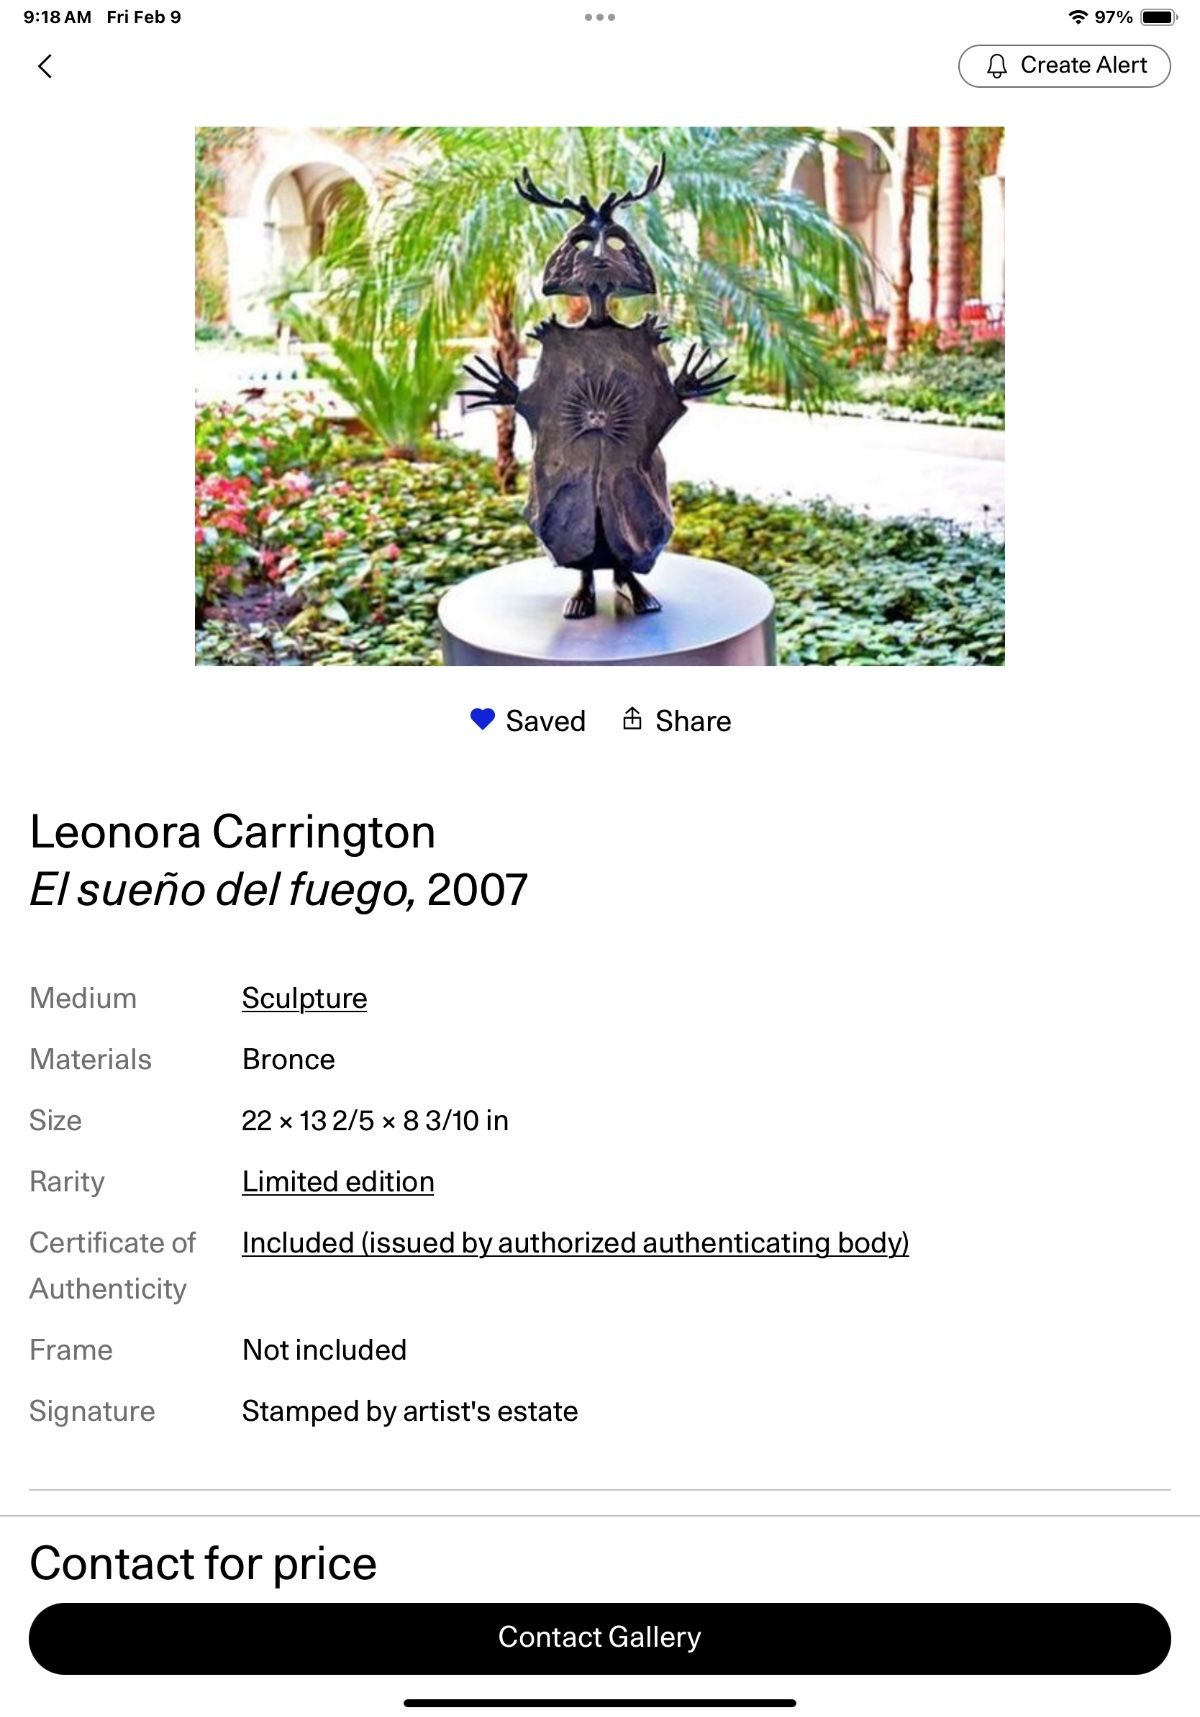 9:18 AM Fri Feb 9
97%
Create Alert
Saved
Share
Leonora Carrington
El sueño del fuego, 2007
Medium Sculpture
Materials Bronce
Size 22 × 13 2/5 × 8 3/10 in
Rarity Limited edition
Certificate of Included (issued by authorized authenticating body)
Authenticity
Frame Not included
Signature Stamped by artist's estate
Contact for price
Contact Gallery